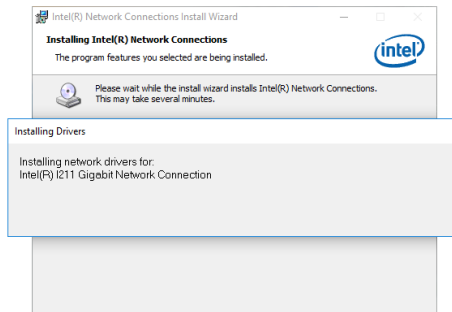 Intel(R) Network Connections Install Wizard
Installing Intel(R) Network Connections
The program features you selected are being installed.
intel
Please wait while the install wizard installs Intel(R) Network Connections.
This may take several minutes.
Installing Drivers
Installing network drivers for:
Intel(R) I211 Gigabit Network Connection